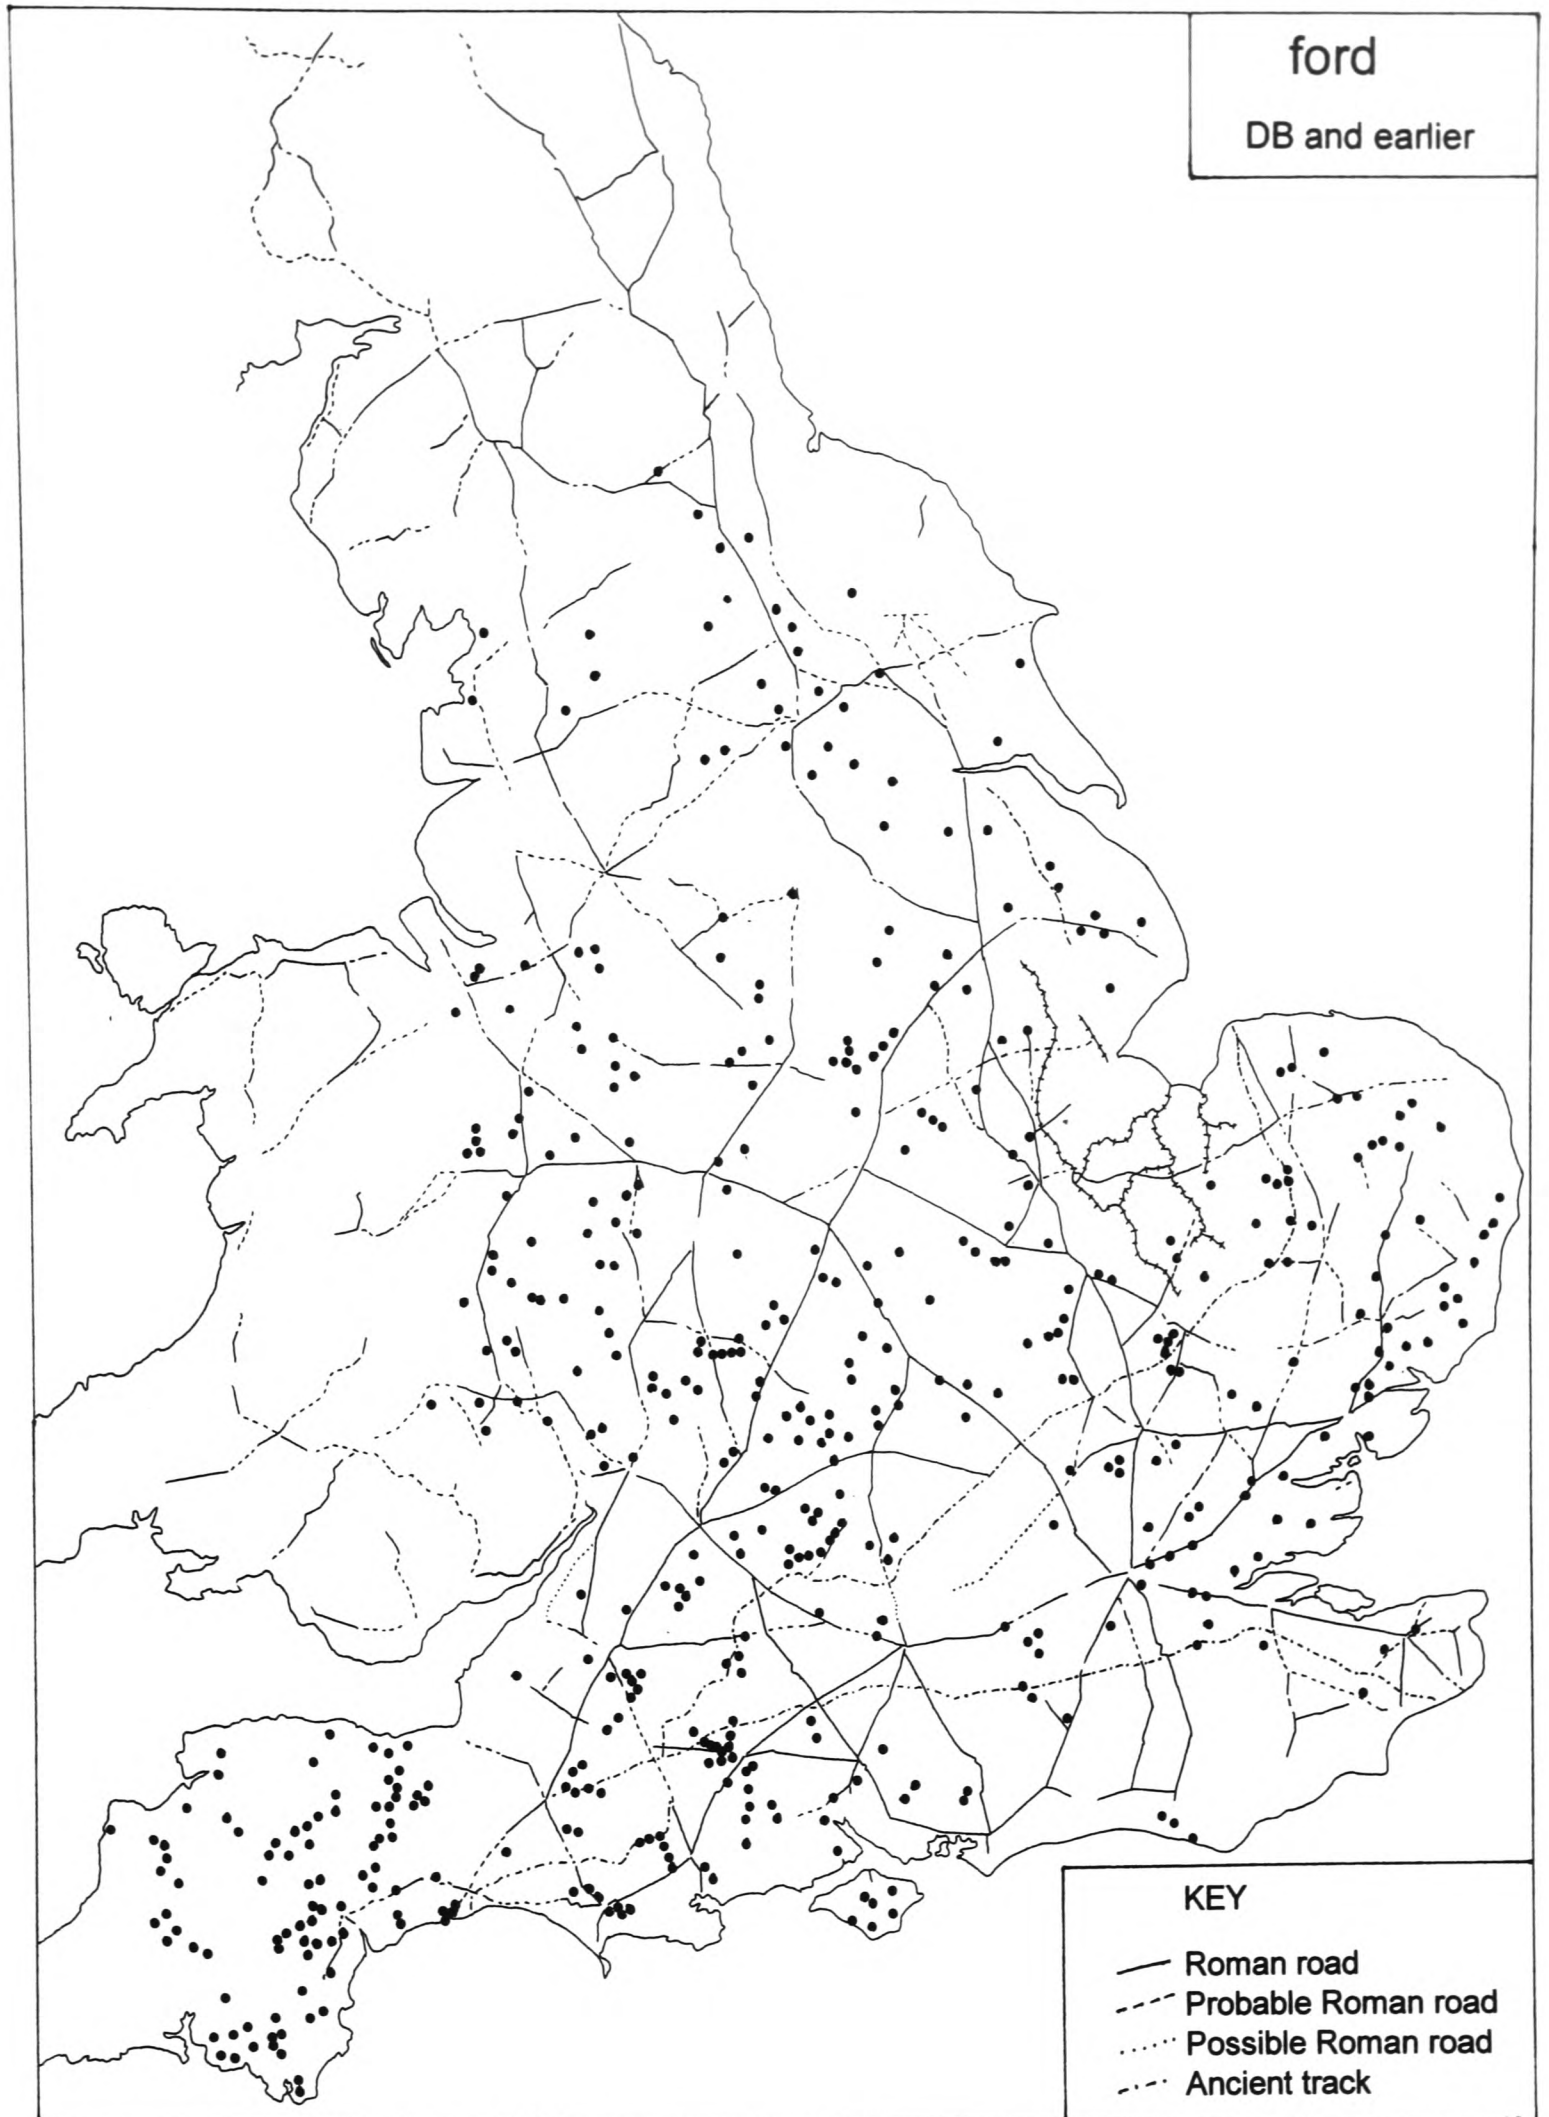 ford
DB and earlier
KEY
Roman road
Probable Roman road
Possible Roman road
Ancient track